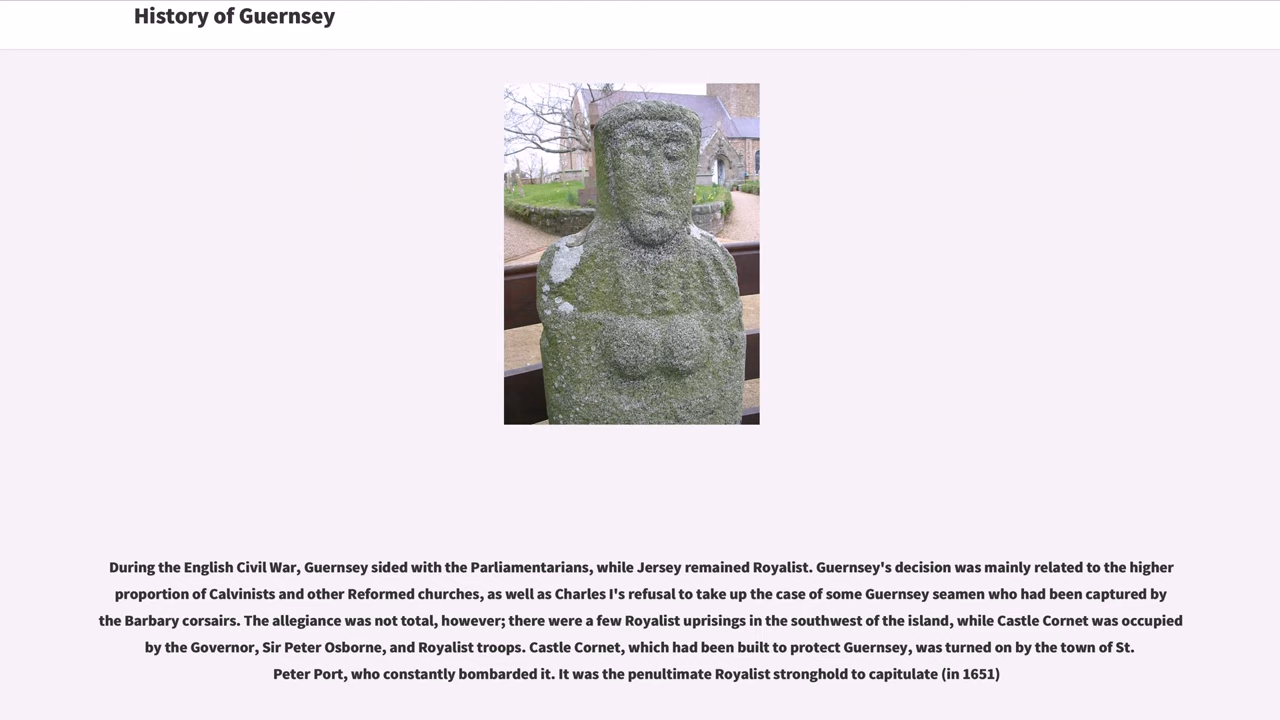 History of Guernsey
During the English Civil War, Guernsey sided with the Parliamentarians, while Jersey remained Royalist. Guernsey's decision was mainly related to the higher
proportion of Calvinists and other Reformed churches, as well as Charles I's refusal to take up the case of some Guernsey seamen who had been captured by
the Barbary corsairs. The allegiance was not total, however; there were a few Royalist uprisings in the southwest of the island, while Castle Cornet was occupied
by the Governor, Sir Peter Osborne, and Royalist troops. Castle Cornet, which had been built to protect Guernsey, was turned on by the town of St.
Peter Port, who constantly bombarded it. It was the penultimate Royalist stronghold to capitulate (in 1651)